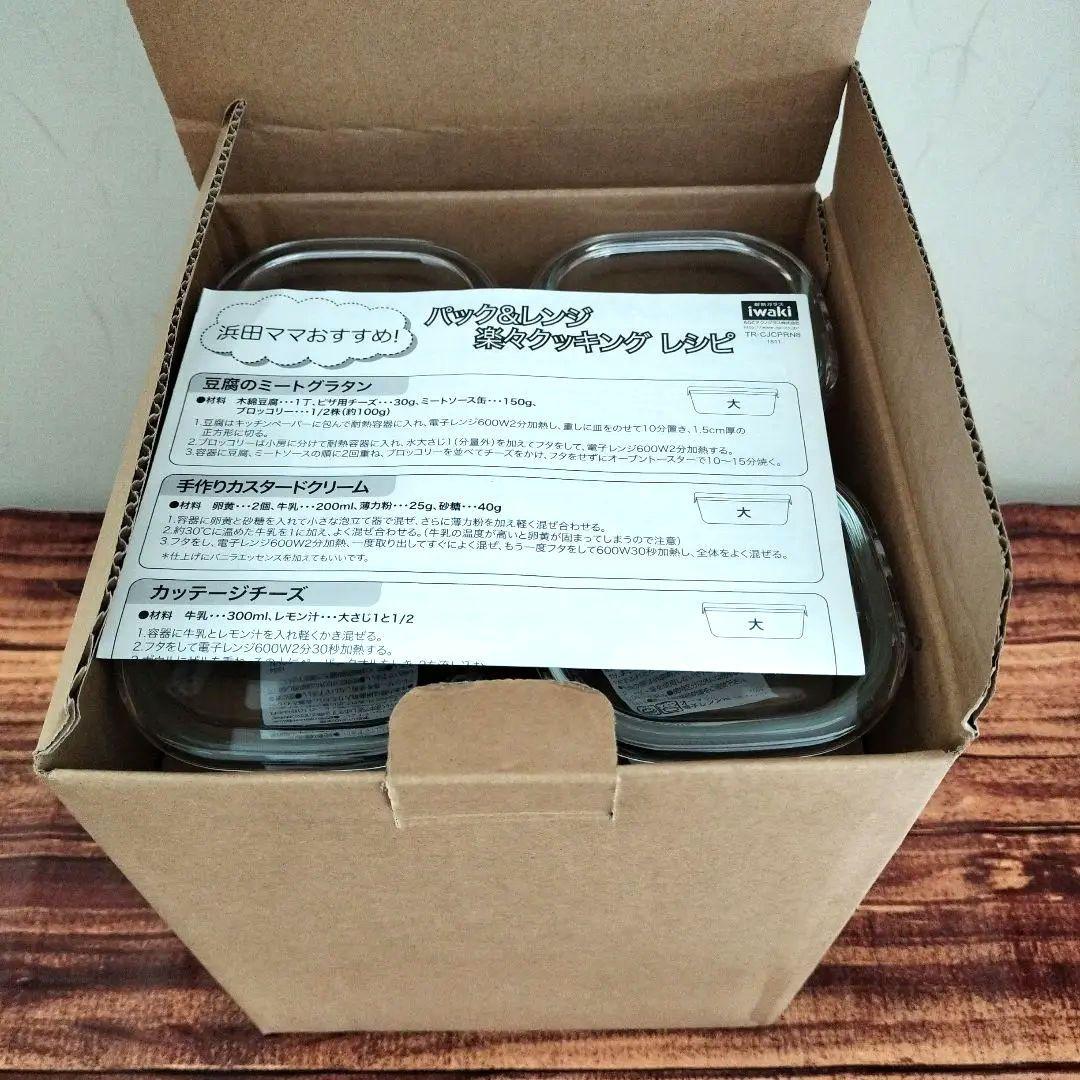 浜田ママおすすめ!
パック&レンジ
楽々クッキング レシピ
耐熱ガラス
iwaki
AGCテクノグラス株式会社
TR-CJCPRN8
1511
豆腐のミートグラタン
●材料 木綿豆腐･･･1丁、ピザ用チーズ･･･30g、ミートソース缶･･･150g、
ブロッコリー･･･1/2株(約100g)
大
1.豆腐はキッチンペーパーに包んで耐熱容器に入れ、電子レンジ600W2分加熱し、重しに皿をのせて10分置き、1.5cm厚の
正方形に切る。
2.ブロッコリーは小房に分けて耐熱容器に入れ、水大さじ1(分量外)を加えてフタをして、電子レンジ600W2分加熱する。
3.容器に豆腐、ミートソースの順に2回重ね、ブロッコリーを並べてチーズをかけ、フタをせずにオーブントースターで10～15分焼く。
手作りカスタードクリーム
●材料 卵黄･･･2個、牛乳･･･200ml、薄力粉･･･25g、砂糖･･･40g
大
1.容器に卵黄と砂糖を入れて小さな泡立て器で混ぜ、さらに薄力粉を加え軽く混ぜ合わせる。
2.約30℃に温めた牛乳を1に加え、よく混ぜ合わせる。(牛乳の温度が高いと卵黄が固まってしまうので注意)
3.フタをし、電子レンジ600W2分加熱、一度取り出してすぐによく混ぜ、もう一度フタをして600W30秒加熱し、全体をよく混ぜる。
*仕上げにバニラエッセンスを加えてもいいです。
カッテージチーズ
●材料 牛乳･･･300ml、レモン汁･･･大さじ1と1/2
大
1.容器に牛乳とレモン汁を入れ軽くかき混ぜる。
2.フタをして電子レンジ600W2分30秒加熱する。